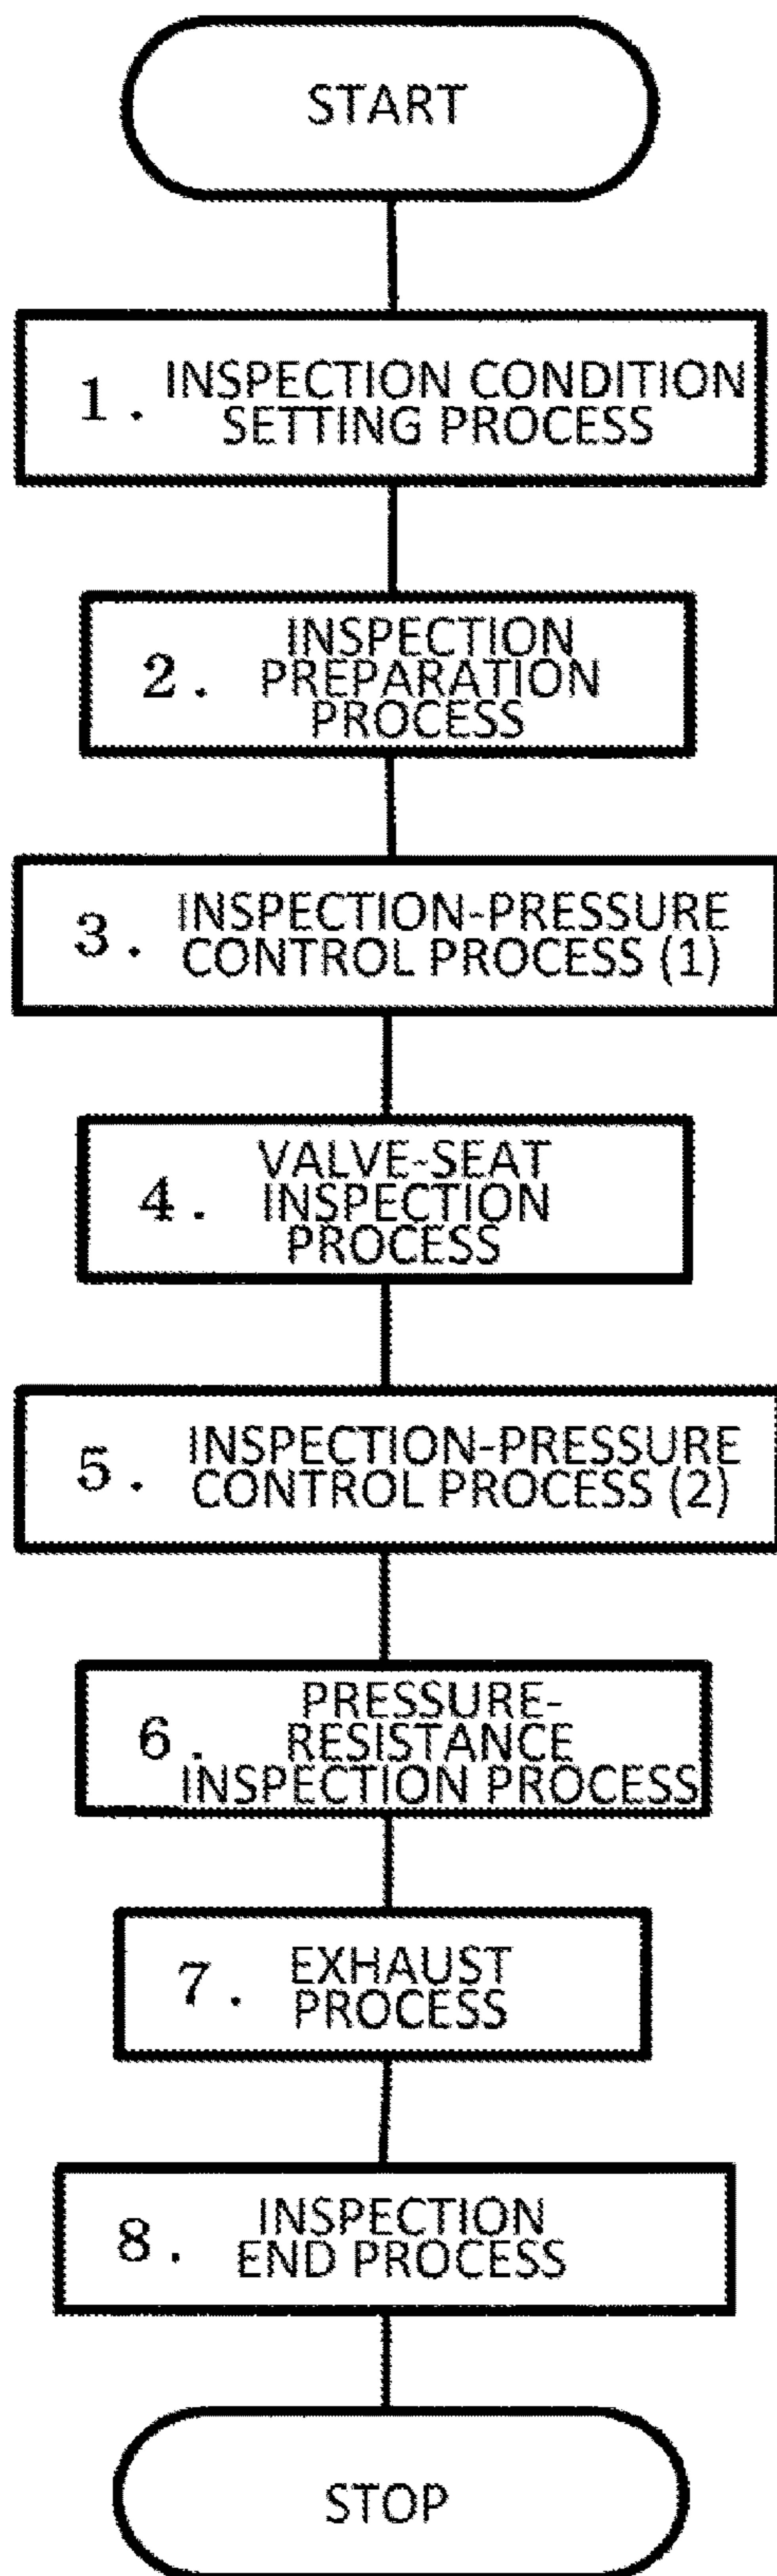 START
1. INSPECTION CONDITION
SETTING PROCESS
2. INSPECTION
PREPARATION
PROCESS
3. INSPECTION-PRESSURE
CONTROL PROCESS (1)
4. VALVE-SEAT
INSPECTION
PROCESS
5. INSPECTION-PRESSURE
CONTROL PROCESS (2)
6. PRESSURE-
RESISTANCE
INSPECTION PROCESS
7. EXHAUST
PROCESS
8. INSPECTION
END PROCESS
STOP